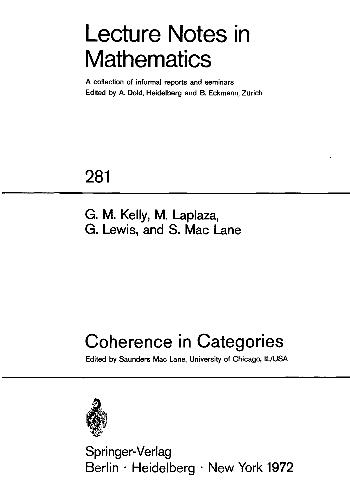 Lecture Notes in
Mathematics
A collection of informal reports and seminars
Edited by A. Dold, Heidelberg and B. Eckmann, Zürich
281
G. M. Kelly, M. Laplaza,
G. Lewis, and S. Mac Lane
Coherence in Categories
Edited by Saunders Mac Lane, University of Chicago, Ill./USA
Springer-Verlag
Berlin · Heidelberg · New York 1972